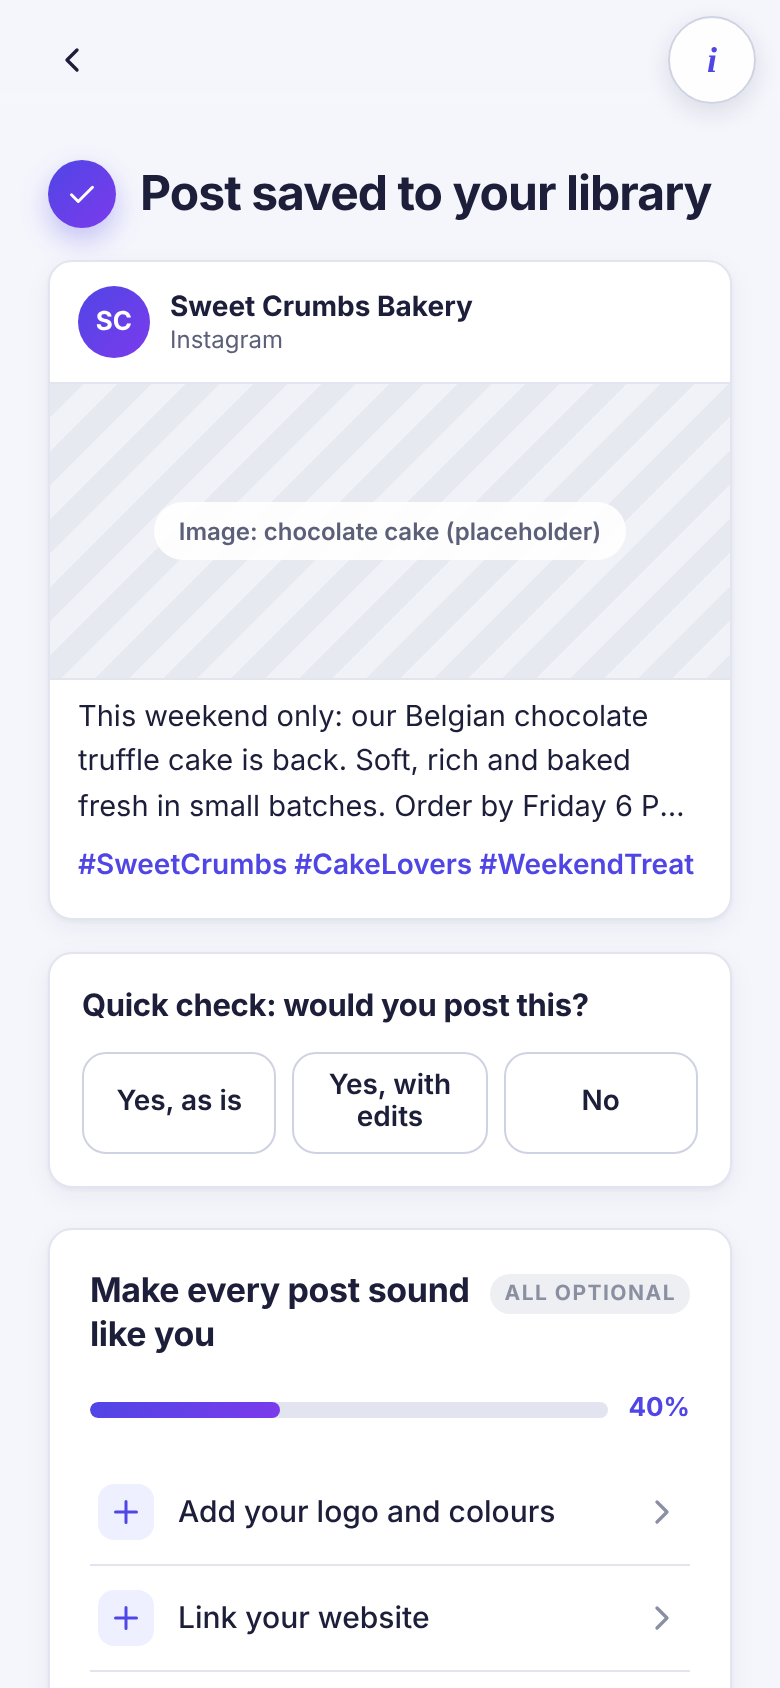 i
Post saved to your library
SC
Sweet Crumbs Bakery
Instagram
Image: chocolate cake (placeholder)
This weekend only: our Belgian chocolate
truffle cake is back. Soft, rich and baked
fresh in small batches. Order by Friday 6 P...
#SweetCrumbs #CakeLovers #WeekendTreat
Quick check: would you post this?
Yes, as is
Yes, with
edits
No
Make every post sound
like you
ALL OPTIONAL
40%
Add your logo and colours
Link your website